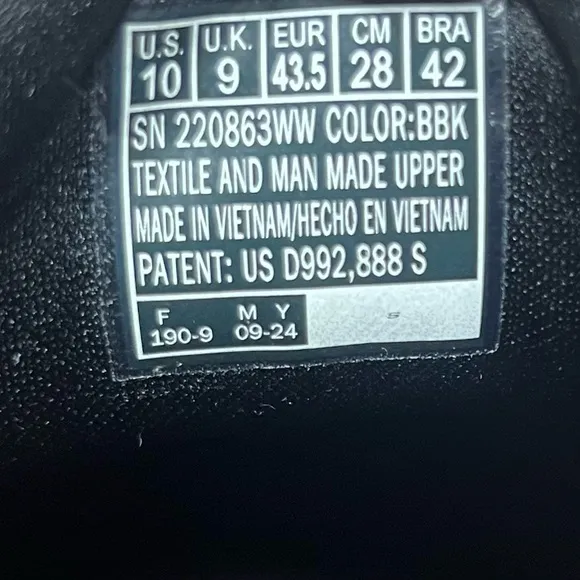 U.S. U.K. EUR CM BRA
10 9 43.5 28 42
SN 220863WW COLOR:BBK
TEXTILE AND MAN MADE UPPER
MADE IN VIETNAM/HECHO EN VIETNAM
PATENT: US D992,888 S
F M Y
190-9 09-24
S